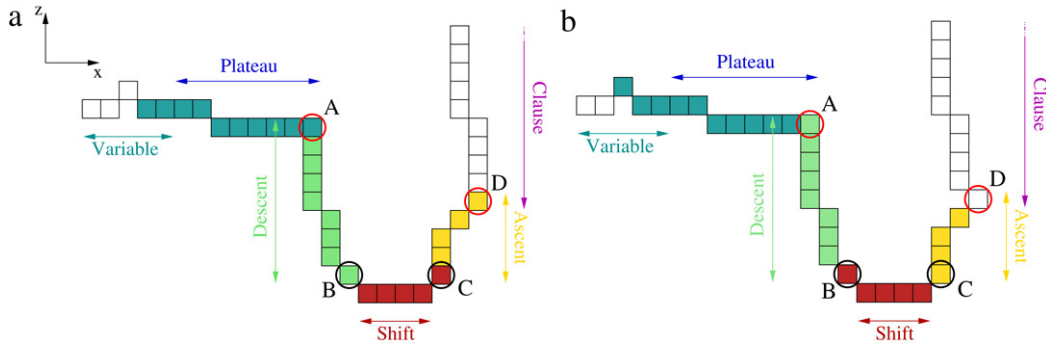 a
z
x
Plateau
A
Variable
Descent
Clause
D
Ascent
B
C
Shift
b
Plateau
A
Variable
Descent
Clause
D
Ascent
B
C
Shift